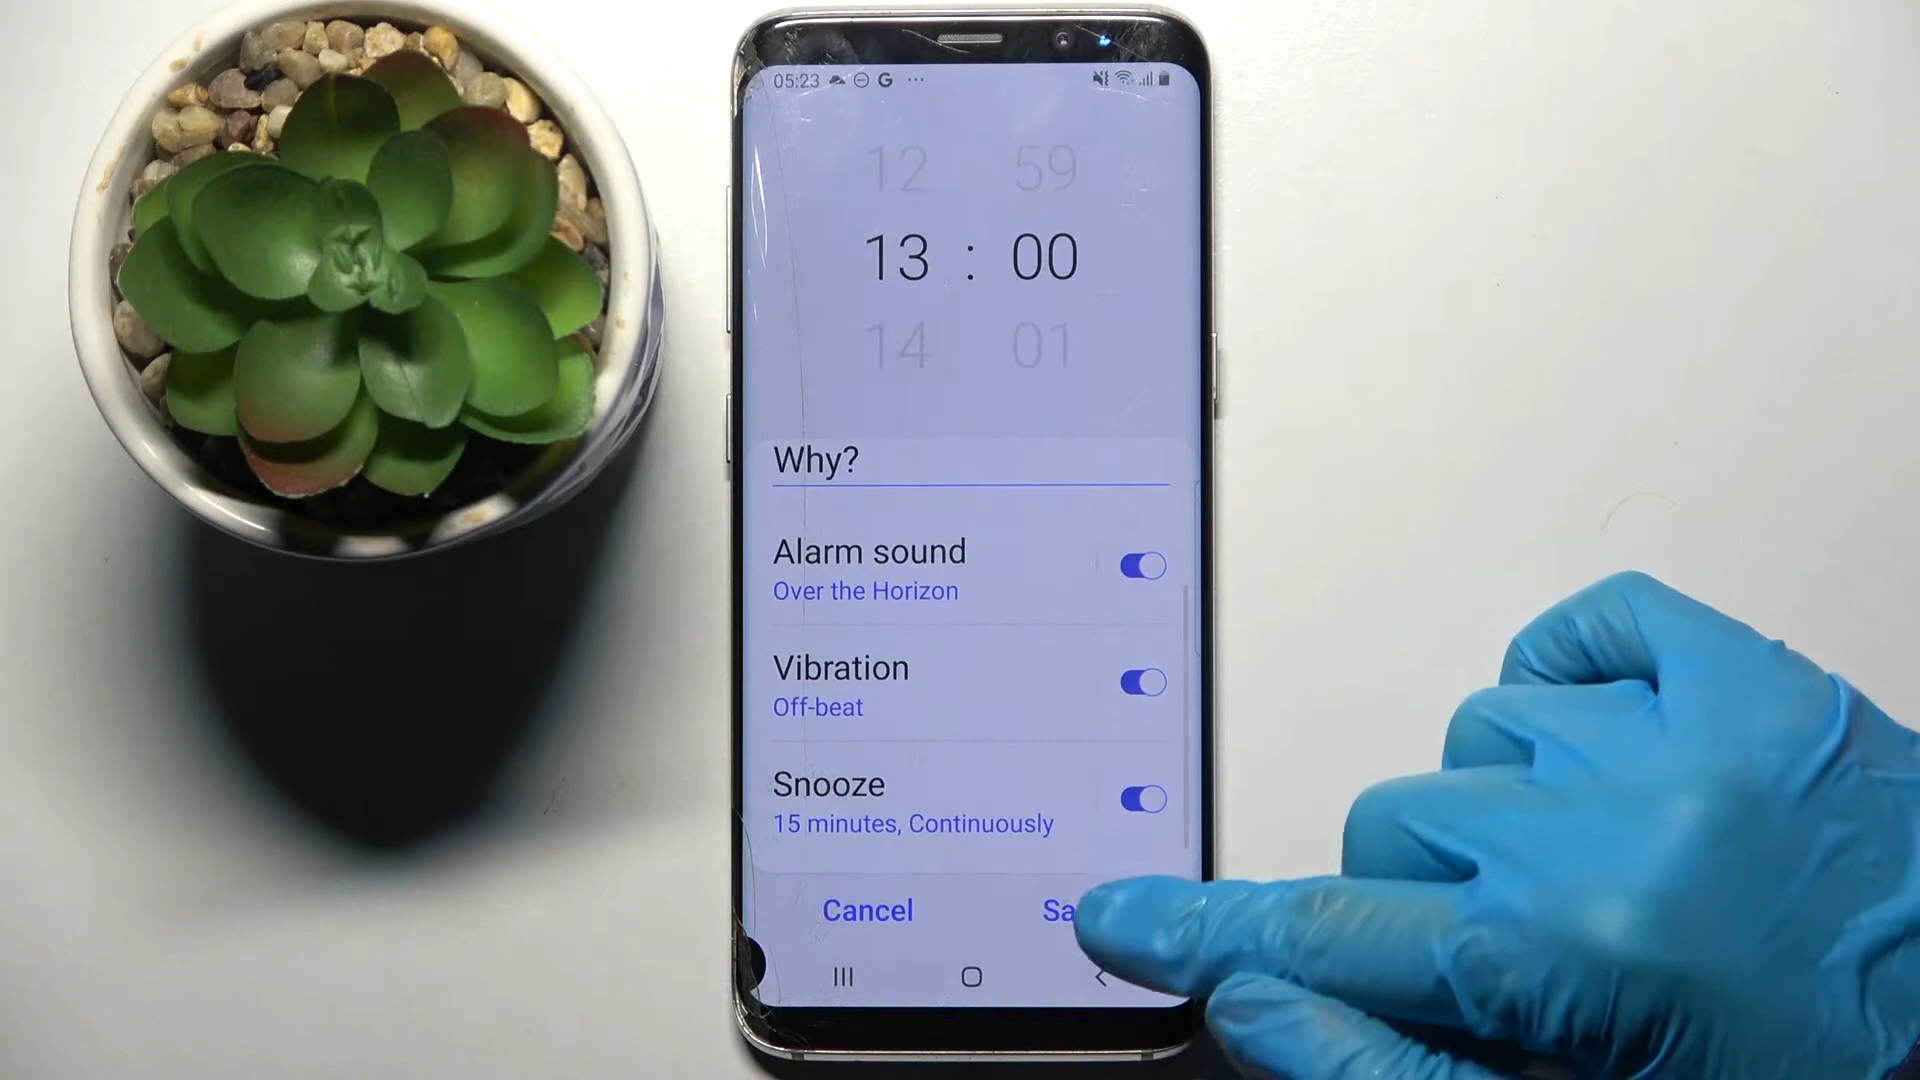 05:23 G ...
12 59
13 : 00
14 01
Why?
Alarm sound
Over the Horizon
Vibration
Off-beat
Snooze
15 minutes, Continuously
Cancel